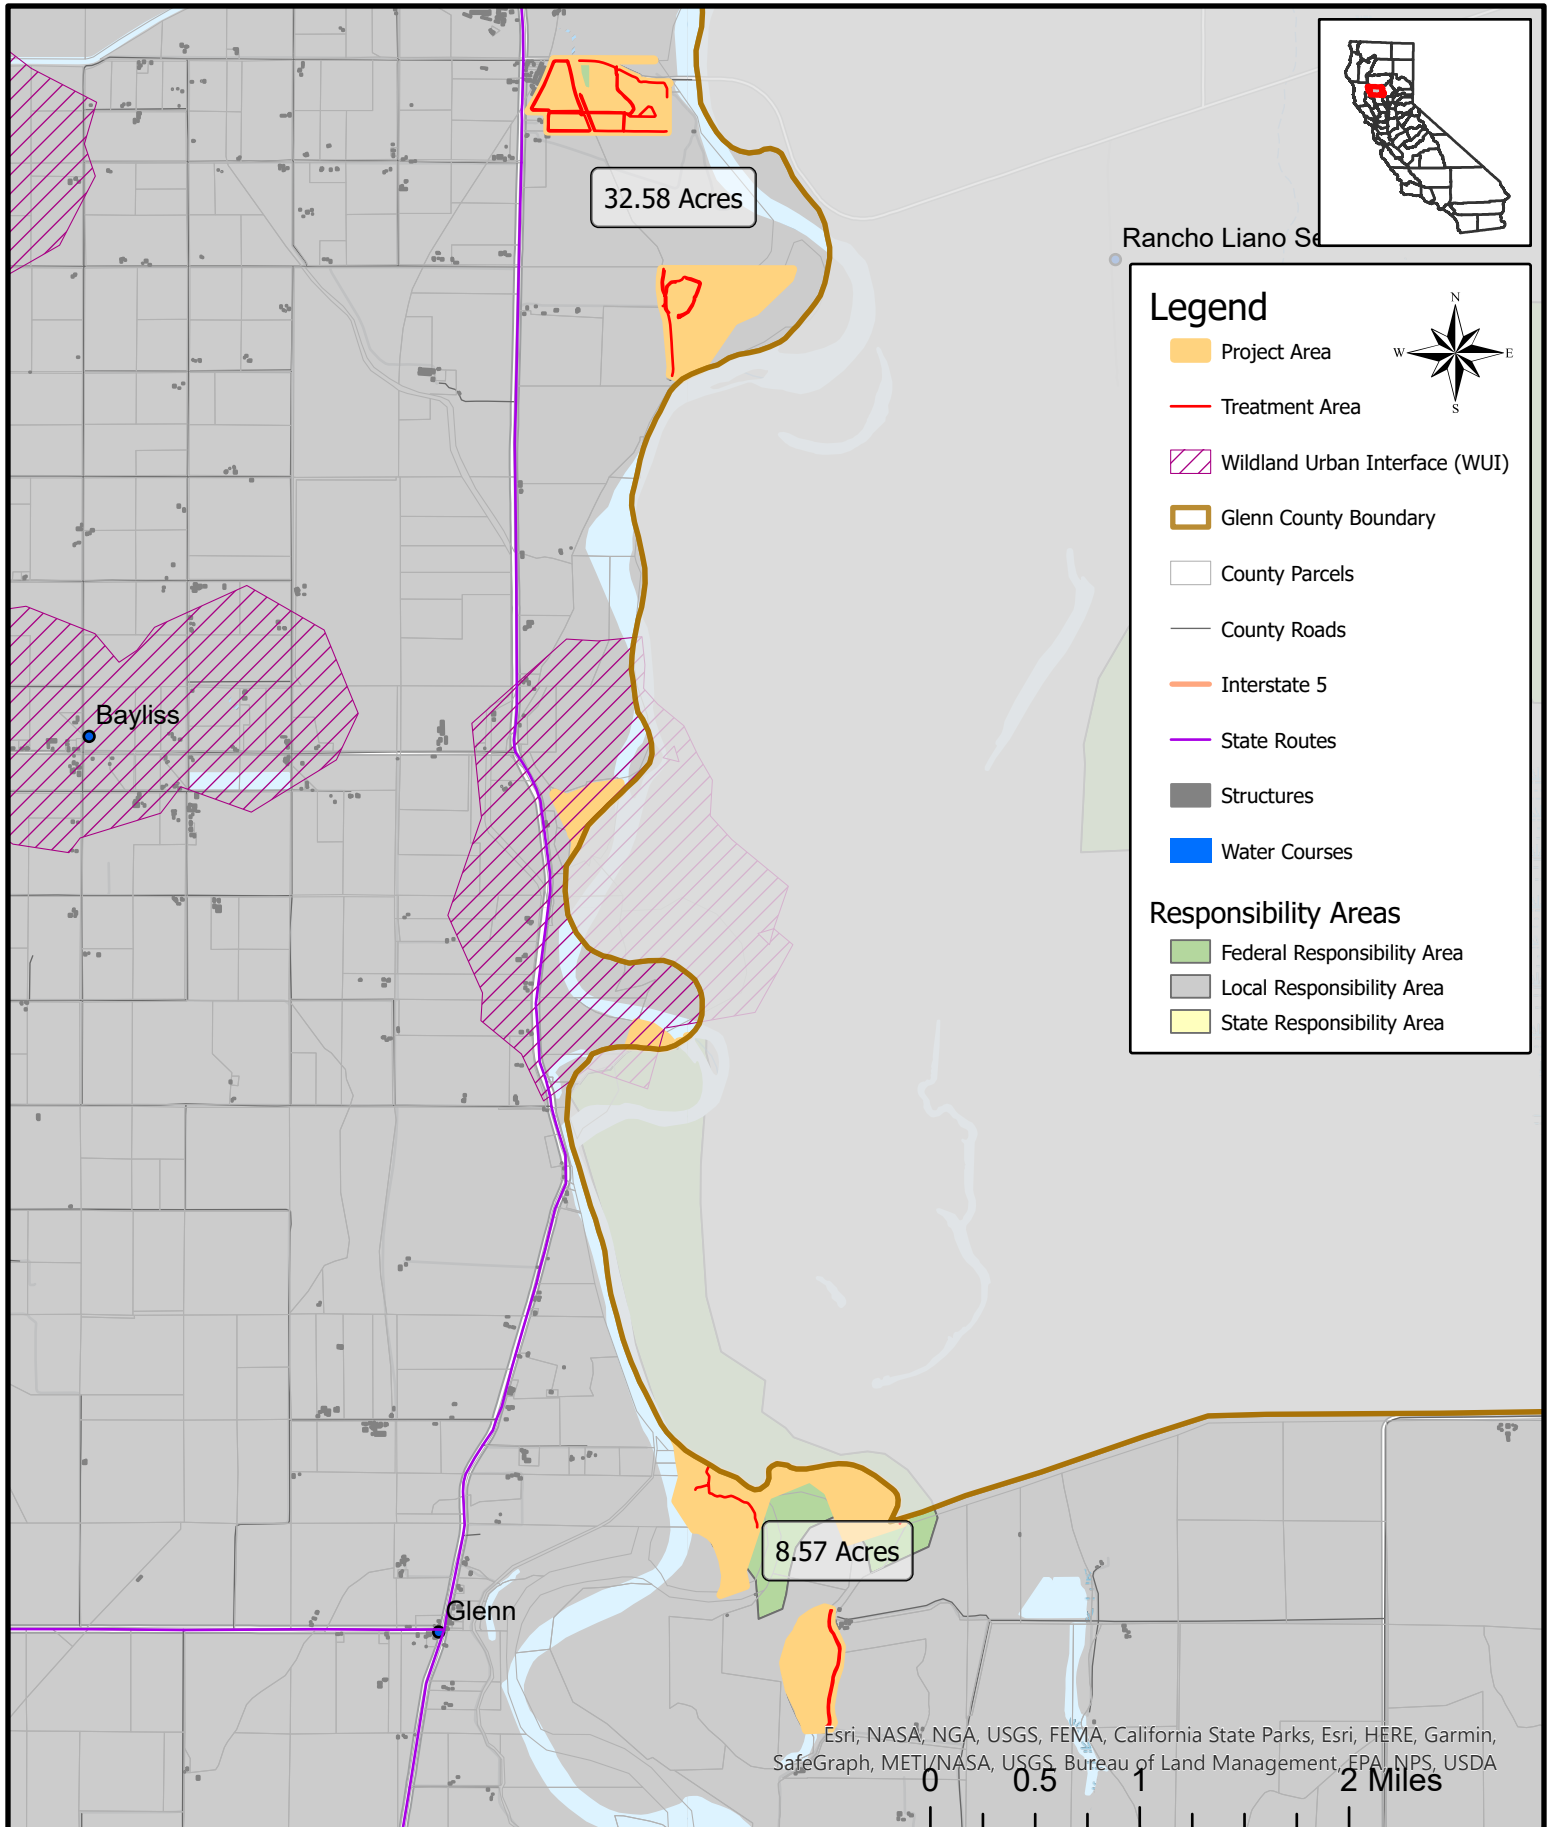 32.58 Acres
Rancho Liano Se
Legend
N
W
E
S
Project Area
Treatment Area
Wildland Urban Interface (WUI)
Glenn County Boundary
County Parcels
County Roads
Interstate 5
State Routes
Structures
Water Courses
Responsibility Areas
Federal Responsibility Area
Local Responsibility Area
State Responsibility Area
Bayliss
8.57 Acres
Glenn
Esri, NASA, NGA, USGS, FEMA, California State Parks, Esri, HERE, Garmin,
SafeGraph, METI/NASA, USGS, Bureau of Land Management, EPA, NPS, USDA
0 0.5 1 2 Miles